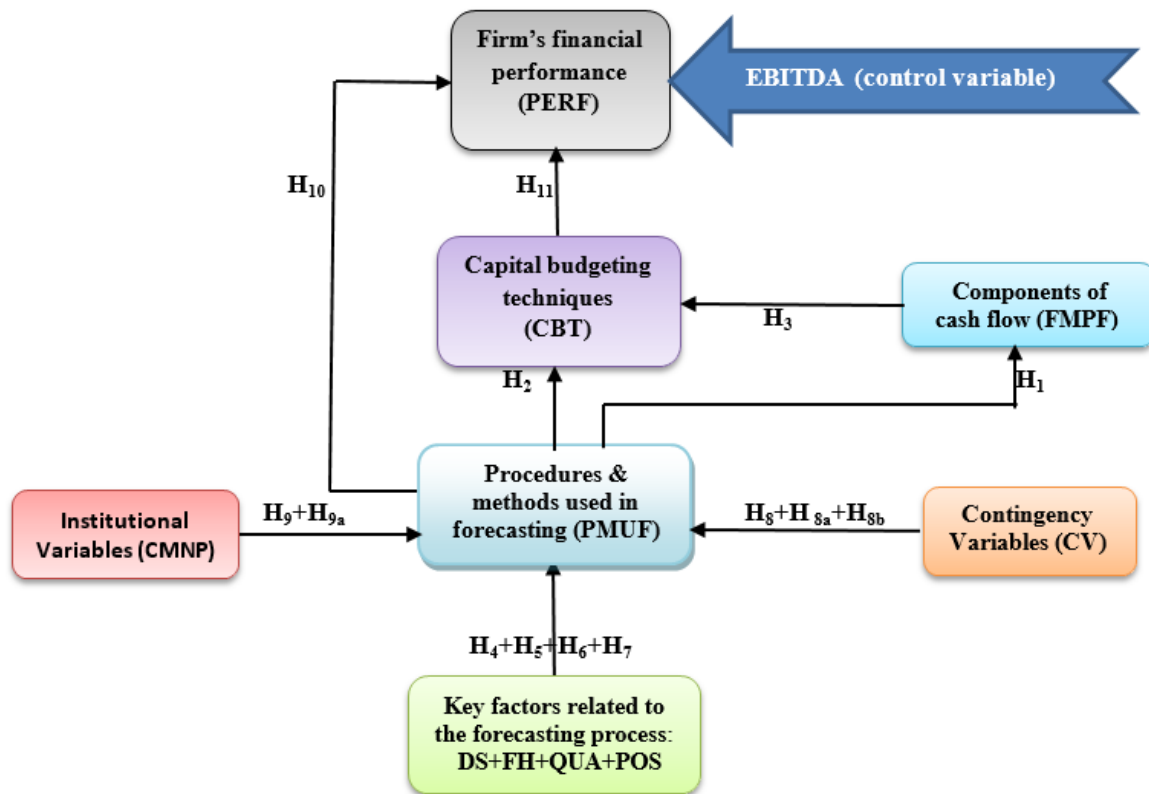 Firm's financial
performance
(PERF)
EBITDA (control variable)
H10
H11
Capital budgeting
techniques
(CBT)
Components of
cash flow (FMPF)
H3
H2
H1
Procedures &
methods used in
forecasting (PMUF)
Institutional
Variables (CMNP)
H9+H9a
H8+H 8a+H8b
Contingency
Variables (CV)
H4+H5+H6+H7
Key factors related to
the forecasting process:
DS+FH+QUA+POS